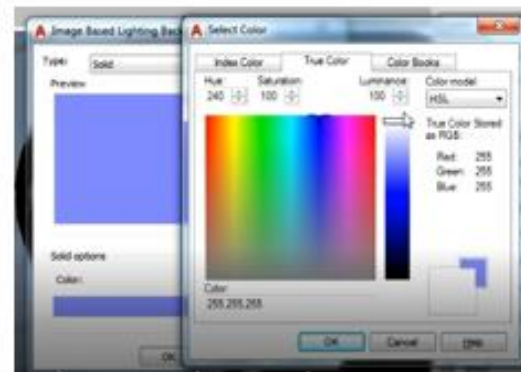 Image Based Lighting Bac
Type: Solid
Preview
Solid options
Color:
OK
Select Color
Index Color True Color Color Books
Hue: Saturation: Luminance: Color model:
240 100 100 HSL
True Color Stored
as RGB:
Red: 255
Green: 255
Blue: 255
Color:
255,255,255
OK Cancel Help